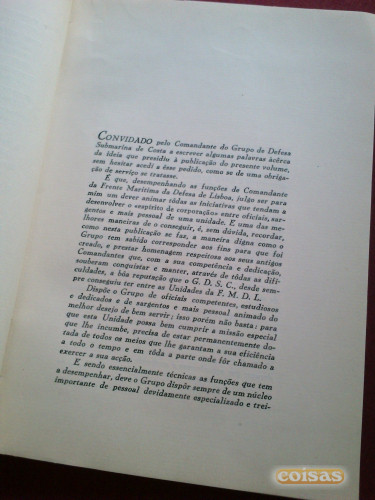 CONVIDADO pelo Comandante do Grupo de Defesa
Submarina de Costa a escrever algumas palavras àcêrca
da ideia que presidiu à publicação do presente volume,
sem hesitar acedi a êsse pedido, como se de uma obriga-
ção de serviço se tratasse.
É que, desempenhando as funções de Comandante
da Frente Marítima da Defesa de Lisboa, julgo ser para
mim um dever animar tôdas as iniciativas que tendam a
desenvolver o «espírito de corporação» entre oficiais, sar-
gentos e mais pessoal de uma unidade. E uma das me-
lhores maneiras de o conseguir, é, sem dúvida, recordar,
como nesta publicação se faz, a maneira digna como o
Grupo tem sabido corresponder aos fins para que foi
creado, e prestar homenagem respeitosa aos seus antigos
Comandantes que, com a sua competência e dedicação,
souberam conquistar e manter, através de tôdas as difi-
culdades, a bôa reputação que o G. D. S. C. desde sem-
pre conseguiu ter entre as Unidades da F. M. D. L.
Dispõe o Grupo de oficiais competentes, estudiosos
e dedicados e de sargentos e mais pessoal animado do
melhor desejo de bem servir; isso porém não basta: para
que esta Unidade possa bem cumprir a missão especial
que lhe incumbe, precisa de estar permanentemente do-
tada de todos os meios que lhe garantam a sua eficiência
a todo o tempo e em tôda a parte onde fôr chamado a
exercer a sua acção.
E sendo essencialmente técnicas as funções que tem
a desempenhar, deve o Grupo dispôr sempre de um núcleo
importante de pessoal devidamente especializado e trei-
coisas